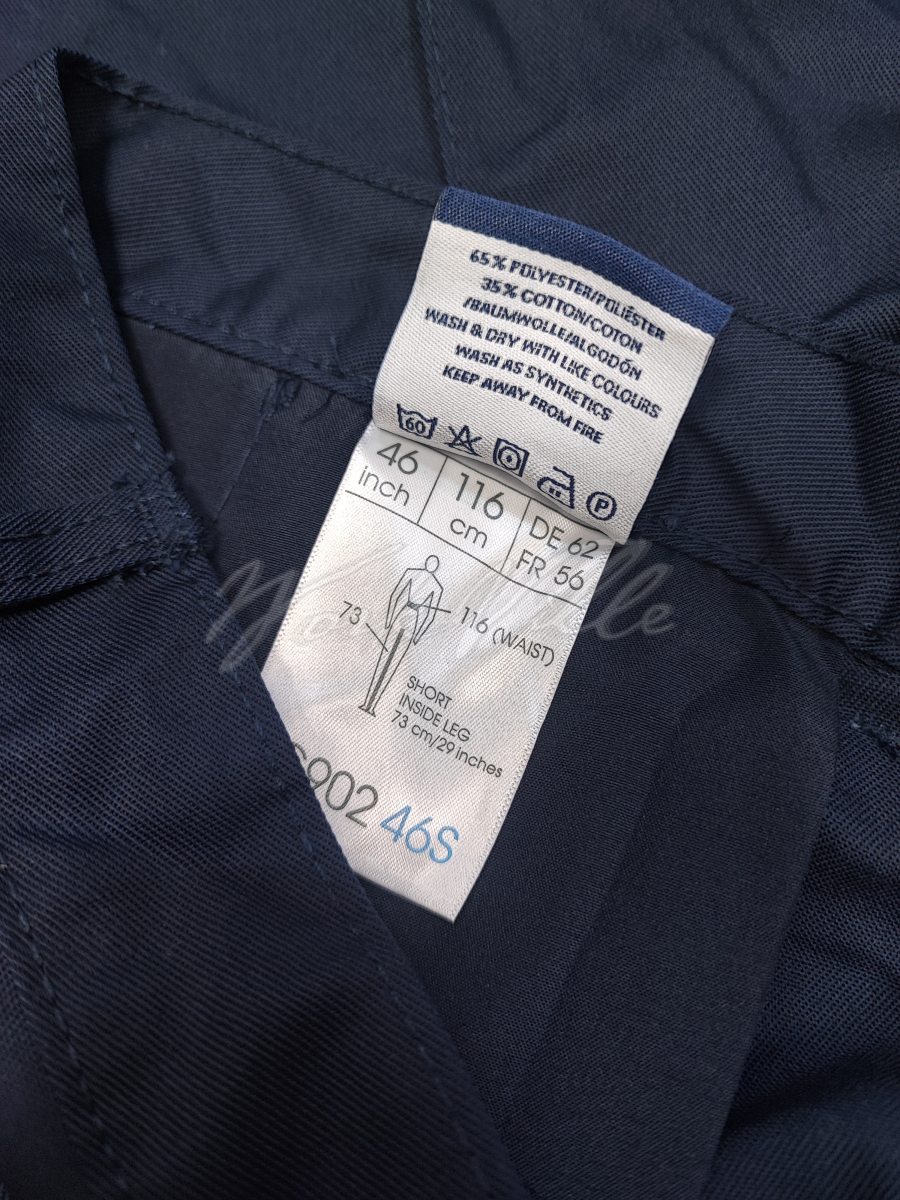 65% POLYESTER/POLIÉSTER
35% COTTON/COTON
/BAUMWOLLE/ALGODÓN
WASH & DRY WITH LIKE COLOURS
WASH AS SYNTHETICS
KEEP AWAY FROM FIRE
60
P
46 inch
116 cm
DE 62
FR 56
73
116 (WAIST)
SHORT
INSIDE LEG
73 cm/29 inches
902 46S